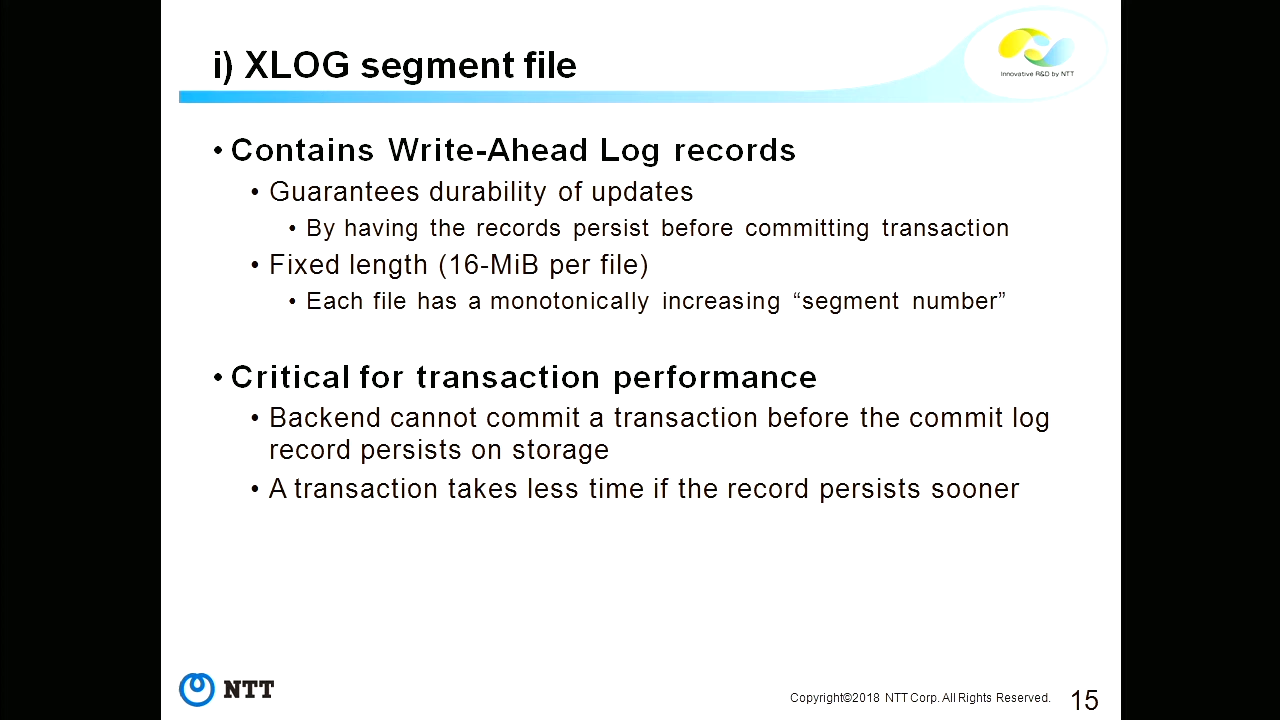 i) XLOG segment file
Innovative R&D by NTT
• Contains Write-Ahead Log records
• Guarantees durability of updates
• By having the records persist before committing transaction
• Fixed length (16-MiB per file)
• Each file has a monotonically increasing “segment number”
• Critical for transaction performance
• Backend cannot commit a transaction before the commit log
record persists on storage
• A transaction takes less time if the record persists sooner
NTT
Copyright©2018 NTT Corp. All Rights Reserved.
15